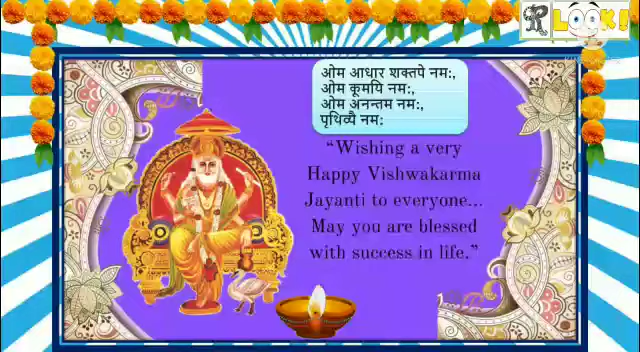 R LOOK!
ओम आधार शक्तपे नम:,
ओम कूमयि नम:,
ओम अनन्तम नम:,
पृथिव्यै नम:
“Wishing a very
Happy Vishwakarma
Jayanti to everyone...
May you are blessed
with success in life.”